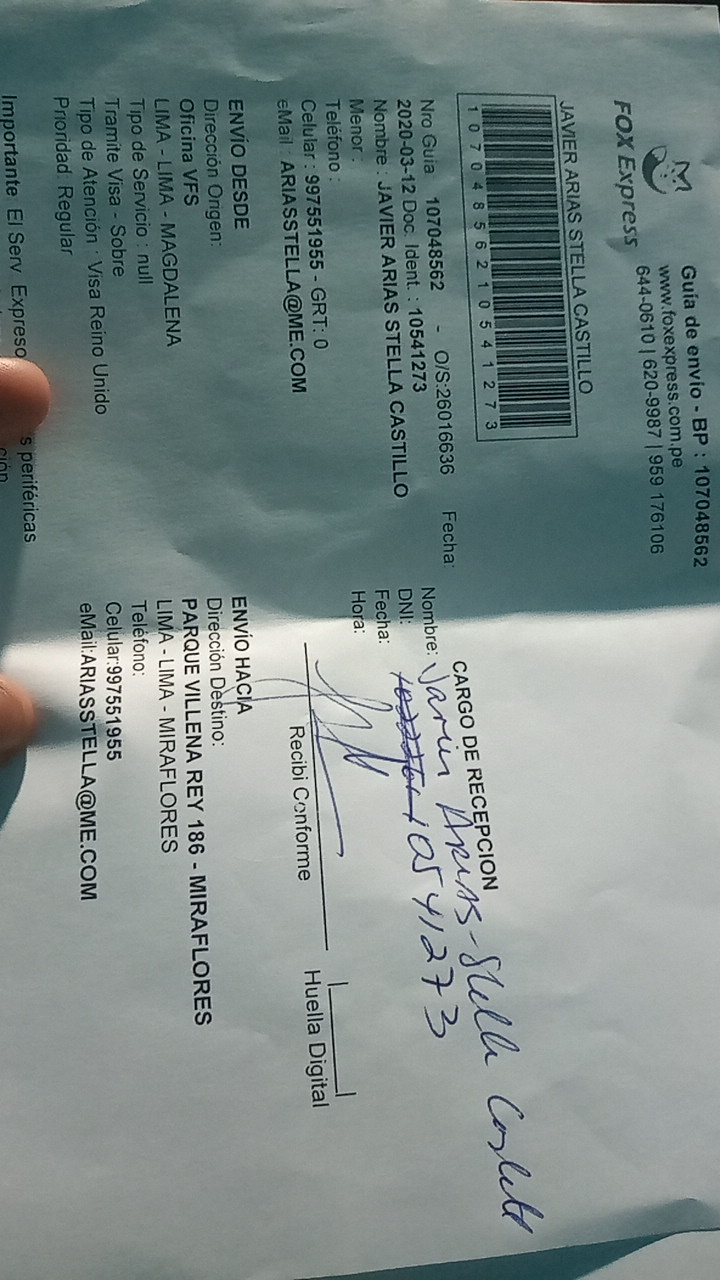 FOX Express
Guía de envío - BP : 107048562
www.foxexpress.com.pe
644-0610 | 620-9987 | 959 176106
JAVIER ARIAS STELLA CASTILLO
10704856210541273
Nro Guia 107048562 - O/S:26016636 Fecha:
2020-03-12 Doc. Ident. : 10541273
Nombre : JAVIER ARIAS STELLA CASTILLO
Menor :
Teléfono :
Celular : 997551955 - GRT: 0
eMail : ARIASSTELLA@ME.COM
ENVÍO DESDE
Dirección Origen:
Oficina VFS
LIMA - LIMA - MAGDALENA
Tipo de Servicio : null
Tramite Visa - Sobre
Tipo de Atención : Visa Reino Unido
Prioridad: Regular
Importante: El Serv. Expreso
s periféricas
ción
CARGO DE RECEPCION
Nombre: Javier Arias-Stella Castillo
DNI: 10541273
Fecha:
Hora:
Recibi Conforme
Huella Digital
ENVÍO HACIA
Dirección Destino:
PARQUE VILLENA REY 186 - MIRAFLORES
LIMA - LIMA - MIRAFLORES
Teléfono:
Celular:997551955
eMail:ARIASSTELLA@ME.COM